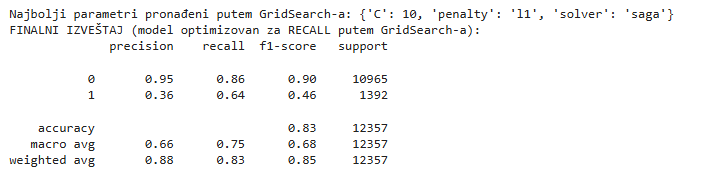 Najbolji parametri pronađeni putem GridSearch-a: {'C': 10, 'penalty': 'l1', 'solver': 'saga'}
FINALNI IZVEŠTAJ (model optimizovan za RECALL putem GridSearch-a):
precision recall f1-score support
0 0.95 0.86 0.90 10965
1 0.36 0.64 0.46 1392
accuracy 0.83 12357
macro avg 0.66 0.75 0.68 12357
weighted avg 0.88 0.83 0.85 12357